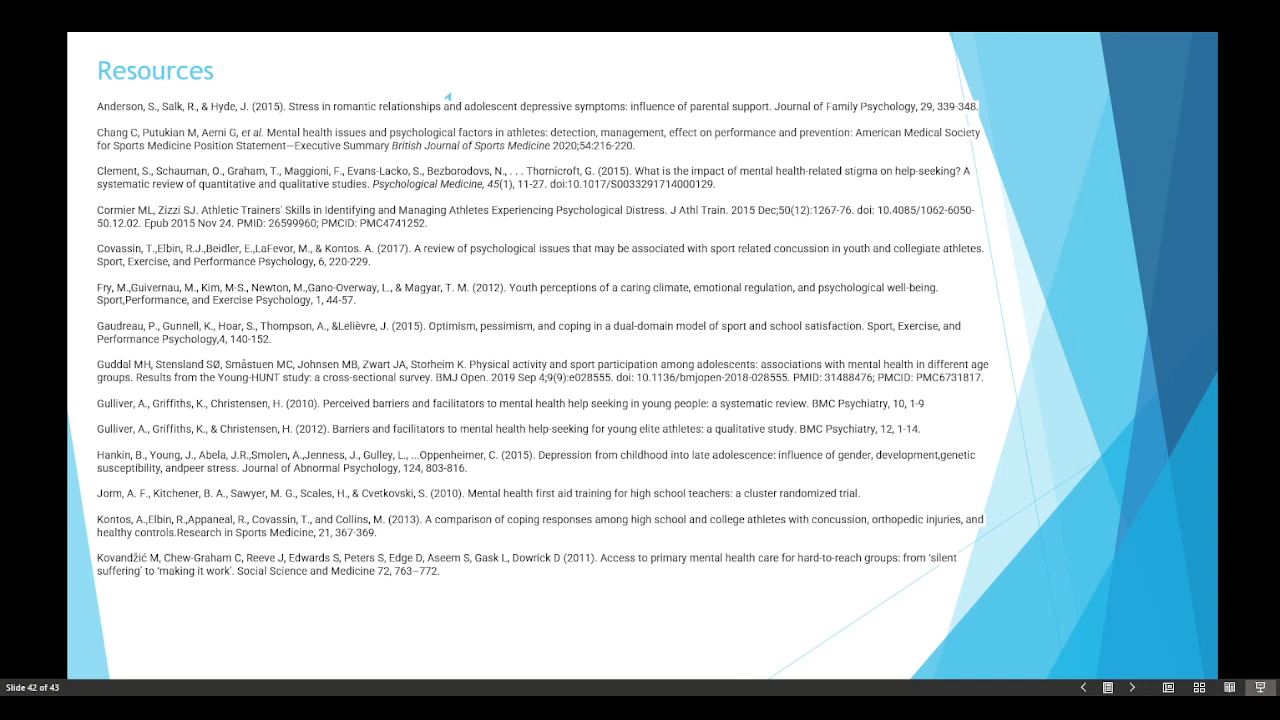 Resources
Anderson, S., Salk, R., & Hyde, J. (2015). Stress in romantic relationships and adolescent depressive symptoms: influence of parental support. Journal of Family Psychology, 29, 339-348.
Chang C, Putukian M, Aerni G, et al. Mental health issues and psychological factors in athletes: detection, management, effect on performance and prevention: American Medical Society
for Sports Medicine Position Statement—Executive Summary British Journal of Sports Medicine 2020;54:216-220.
Clement, S., Schauman, O., Graham, T., Maggioni, F., Evans-Lacko, S., Bezborodovs, N., . . . Thornicroft, G. (2015). What is the impact of mental health-related stigma on help-seeking? A
systematic review of quantitative and qualitative studies. Psychological Medicine, 45(1), 11-27. doi:10.1017/S0033291714000129.
Cormier ML, Zizzi SJ. Athletic Trainers' Skills in Identifying and Managing Athletes Experiencing Psychological Distress. J Athl Train. 2015 Dec;50(12):1267-76. doi: 10.4085/1062-6050-
50.12.02. Epub 2015 Nov 24. PMID: 26599960; PMCID: PMC4741252.
Covassin, T.,Elbin, R.J.,Beidler, E.,LaFevor, M., & Kontos. A. (2017). A review of psychological issues that may be associated with sport related concussion in youth and collegiate athletes.
Sport, Exercise, and Performance Psychology, 6, 220-229.
Fry, M.,Guivernau, M., Kim, M-S., Newton, M.,Gano-Overway, L., & Magyar, T. M. (2012). Youth perceptions of a caring climate, emotional regulation, and psychological well-being.
Sport,Performance, and Exercise Psychology, 1, 44-57.
Gaudreau, P., Gunnell, K., Hoar, S., Thompson, A., &Lelièvre, J. (2015). Optimism, pessimism, and coping in a dual-domain model of sport and school satisfaction. Sport, Exercise, and
Performance Psychology,4, 140-152.
Guddal MH, Stensland SØ, Småstuen MC, Johnsen MB, Zwart JA, Storheim K. Physical activity and sport participation among adolescents: associations with mental health in different age
groups. Results from the Young-HUNT study: a cross-sectional survey. BMJ Open. 2019 Sep 4;9(9):e028555. doi: 10.1136/bmjopen-2018-028555. PMID: 31488476; PMCID: PMC6731817.
Gulliver, A., Griffiths, K., Christensen, H. (2010). Perceived barriers and facilitators to mental health help seeking in young people: a systematic review. BMC Psychiatry, 10, 1-9
Gulliver, A., Griffiths, K., & Christensen, H. (2012). Barriers and facilitators to mental health help-seeking for young elite athletes: a qualitative study. BMC Psychiatry, 12, 1-14.
Hankin, B., Young, J., Abela, J.R.,Smolen, A.,Jenness, J., Gulley, L., ...Oppenheimer, C. (2015). Depression from childhood into late adolescence: influence of gender, development,genetic
susceptibility, andpeer stress. Journal of Abnormal Psychology, 124, 803-816.
Jorm, A. F., Kitchener, B. A., Sawyer, M. G., Scales, H., & Cvetkovski, S. (2010). Mental health first aid training for high school teachers: a cluster randomized trial.
Kontos, A.,Elbin, R.,Appaneal, R., Covassin, T., and Collins, M. (2013). A comparison of coping responses among high school and college athletes with concussion, orthopedic injuries, and
healthy controls.Research in Sports Medicine, 21, 367-369.
Kovandžić M, Chew-Graham C, Reeve J, Edwards S, Peters S, Edge D, Aseem S, Gask L, Dowrick D (2011). Access to primary mental health care for hard-to-reach groups: from ‘silent
suffering’ to ‘making it work’. Social Science and Medicine 72, 763–772.
Slide 42 of 43